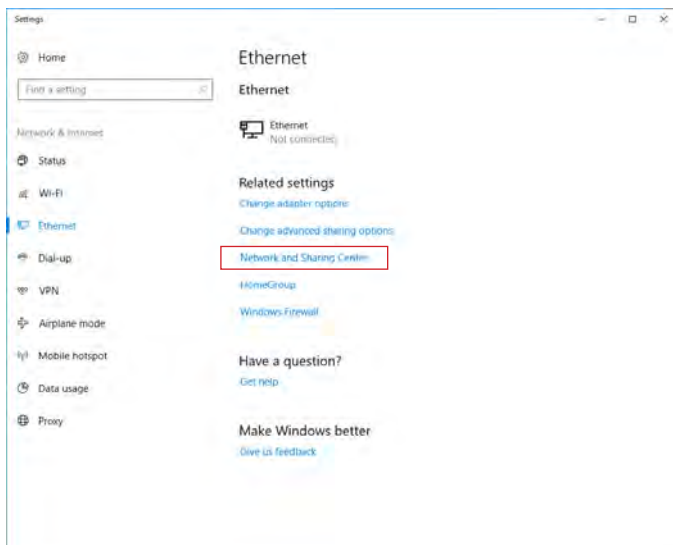 Settings
Home
Find a setting
Network & Internet
Status
Wi-Fi
Ethernet
Dial-up
VPN
Airplane mode
Mobile hotspot
Data usage
Proxy
Ethernet
Ethernet
Ethernet
Not connected
Related settings
Change adapter options
Change advanced sharing options
Network and Sharing Center
HomeGroup
Windows Firewall
Have a question?
Get help
Make Windows better
Give us feedback